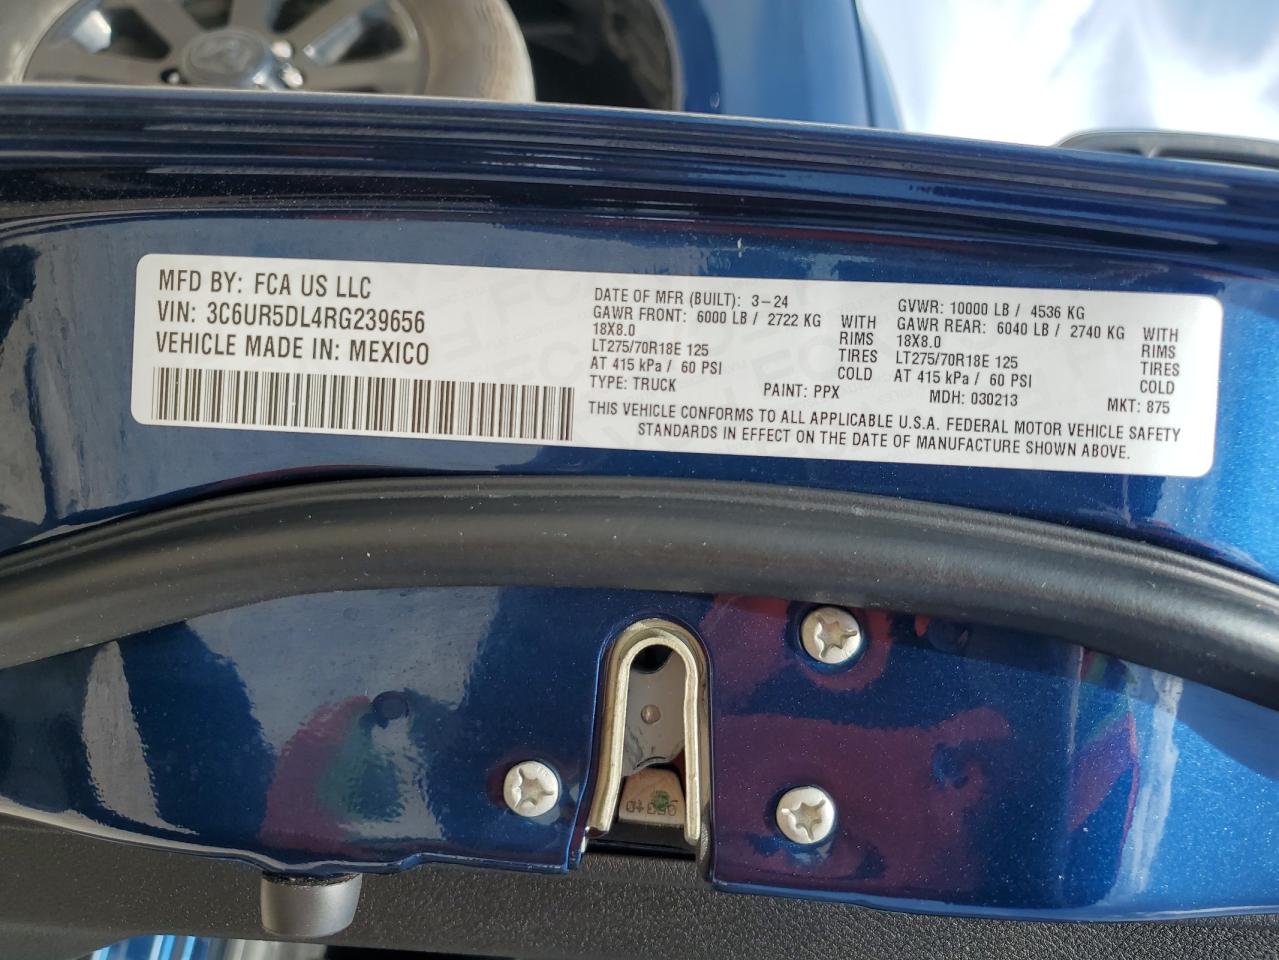 MFD BY: FCA US LLC
VIN: 3C6UR5DL4RG239656
VEHICLE MADE IN: MEXICO
DATE OF MFR (BUILT): 3-24
GAWR FRONT: 6000 LB / 2722 KG WITH
18X8.0 RIMS
LT275/70R18E 125 TIRES
AT 415 kPa / 60 PSI COLD
TYPE: TRUCK PAINT: PPX
GVWR: 10000 LB / 4536 KG
GAWR REAR: 6040 LB / 2740 KG WITH
18X8.0 RIMS
LT275/70R18E 125 TIRES
AT 415 kPa / 60 PSI COLD
MDH: 030213 MKT: 875
THIS VEHICLE CONFORMS TO ALL APPLICABLE U.S.A. FEDERAL MOTOR VEHICLE SAFETY
STANDARDS IN EFFECT ON THE DATE OF MANUFACTURE SHOWN ABOVE.